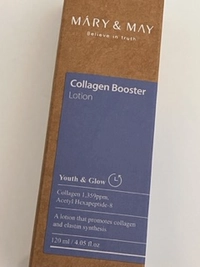 MARY & MAY
Believe in truth
Collagen Booster
Lotion
Youth & Glow
Collagen 1,359ppm,
Acetyl Hexapeptide-8
A lotion that promotes collagen
and elastin synthesis
120 ml / 4.05 fl.oz